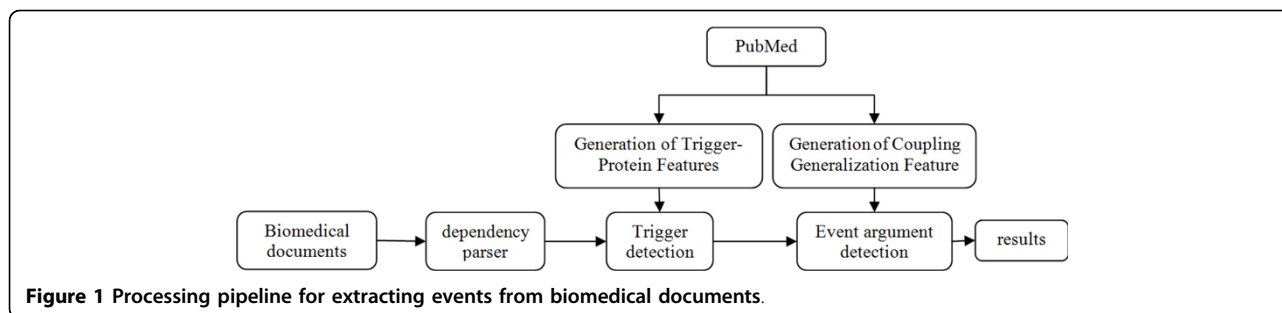 PubMed
Generation of Trigger-
Protein Features
Generation of Coupling
Generalization Feature
Biomedical
documents
dependency
parser
Trigger
detection
Event argument
detection
results
Figure 1 Processing pipeline for extracting events from biomedical documents.